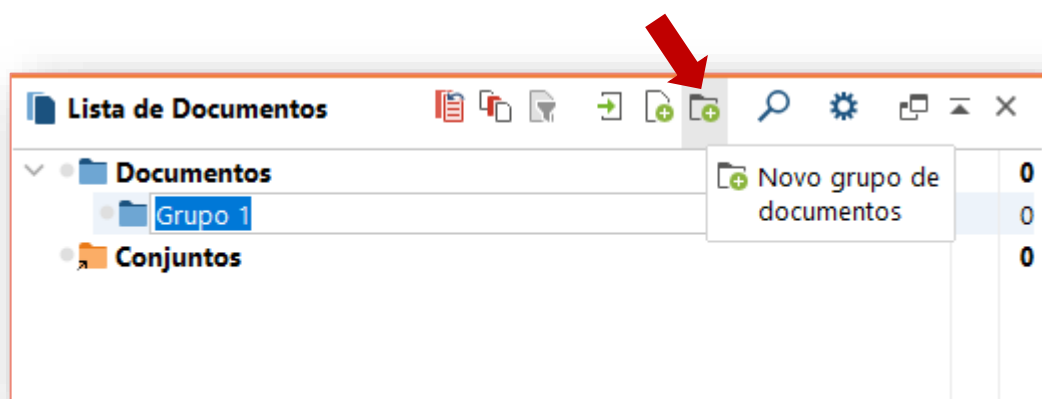 Lista de Documentos
Documentos 0
Novo grupo de
documentos
Grupo 1 0
Conjuntos 0